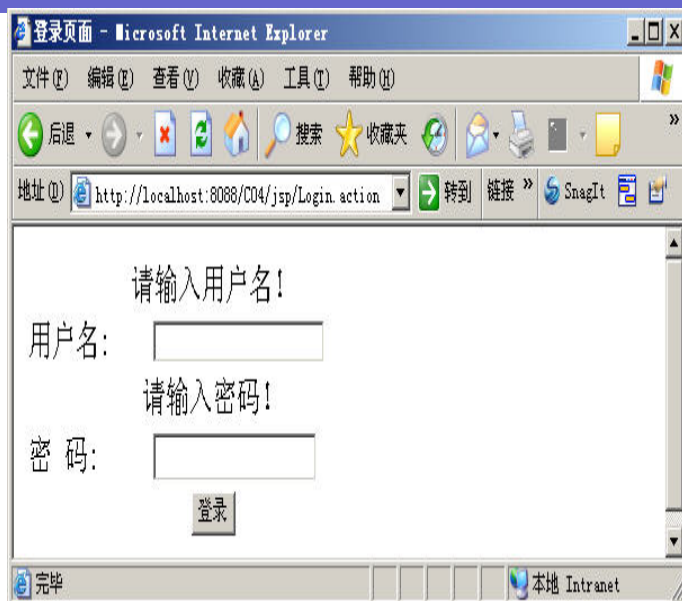 登录页面 - Microsoft Internet Explorer
文件(F) 编辑(E) 查看(V) 收藏(A) 工具(T) 帮助(H)
后退 搜索 收藏夹 »
地址(D) http://localhost:8088/C04/jsp/Login.action 转到 链接 » SnagIt
请输入用户名!
用户名:
请输入密码!
密 码:
登录
完毕 本地 Intranet